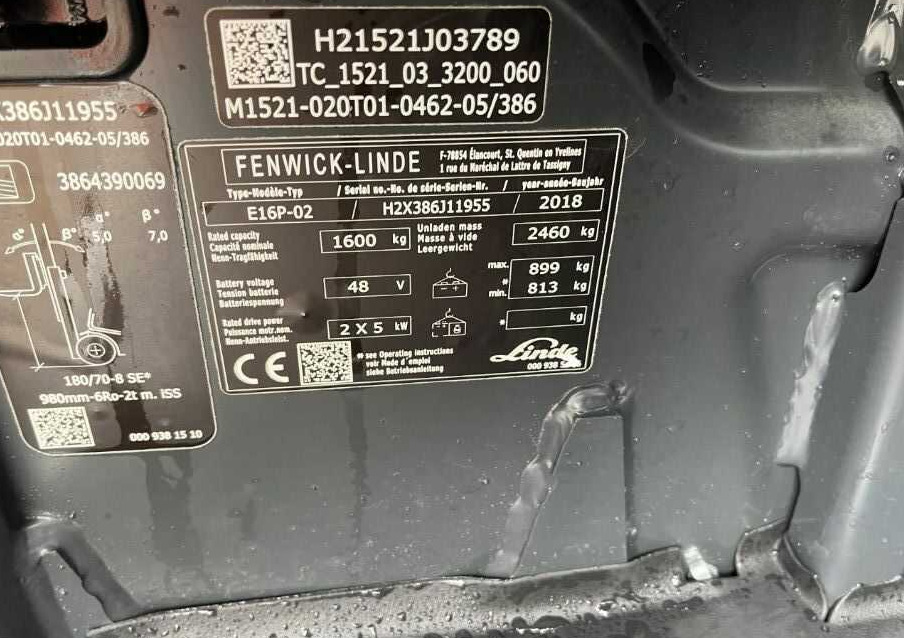 H21521J03789
TC_1521_03_3200_060
M1521-020T01-0462-05/386
X386J11955
020T01-0462-05/386
3864390069
α° β°
β° 5,0 7,0
180/70-8 SE*
980mm-6Ro-2t m. ISS
000 938 15 10
FENWICK-LINDE
F-78854 Élancourt, St. Quentin en Yvelines
1 rue du Maréchal de Lattre de Tassigny
Type-Modèle-Typ / Serial no.-No. de série-Serien-Nr. / year-année-Baujahr
E16P-02 / H2X386J11955 / 2018
Rated capacity
Capacité nominale
Nenn-Tragfähigkeit
1600 kg
Unladen mass
Masse à vide
Leergewicht
2460 kg
Battery voltage
Tension batterie
Batteriespannung
48 V
max. 899 kg
*
min. 813 kg
Rated drive power
Puissance motr.nom.
Nenn-Antriebsleist.
2 X 5 kW
* kg
CE
* see Operating instructions
voir Mode d'emploi
siehe Betriebsanleitung
Linde
000 938